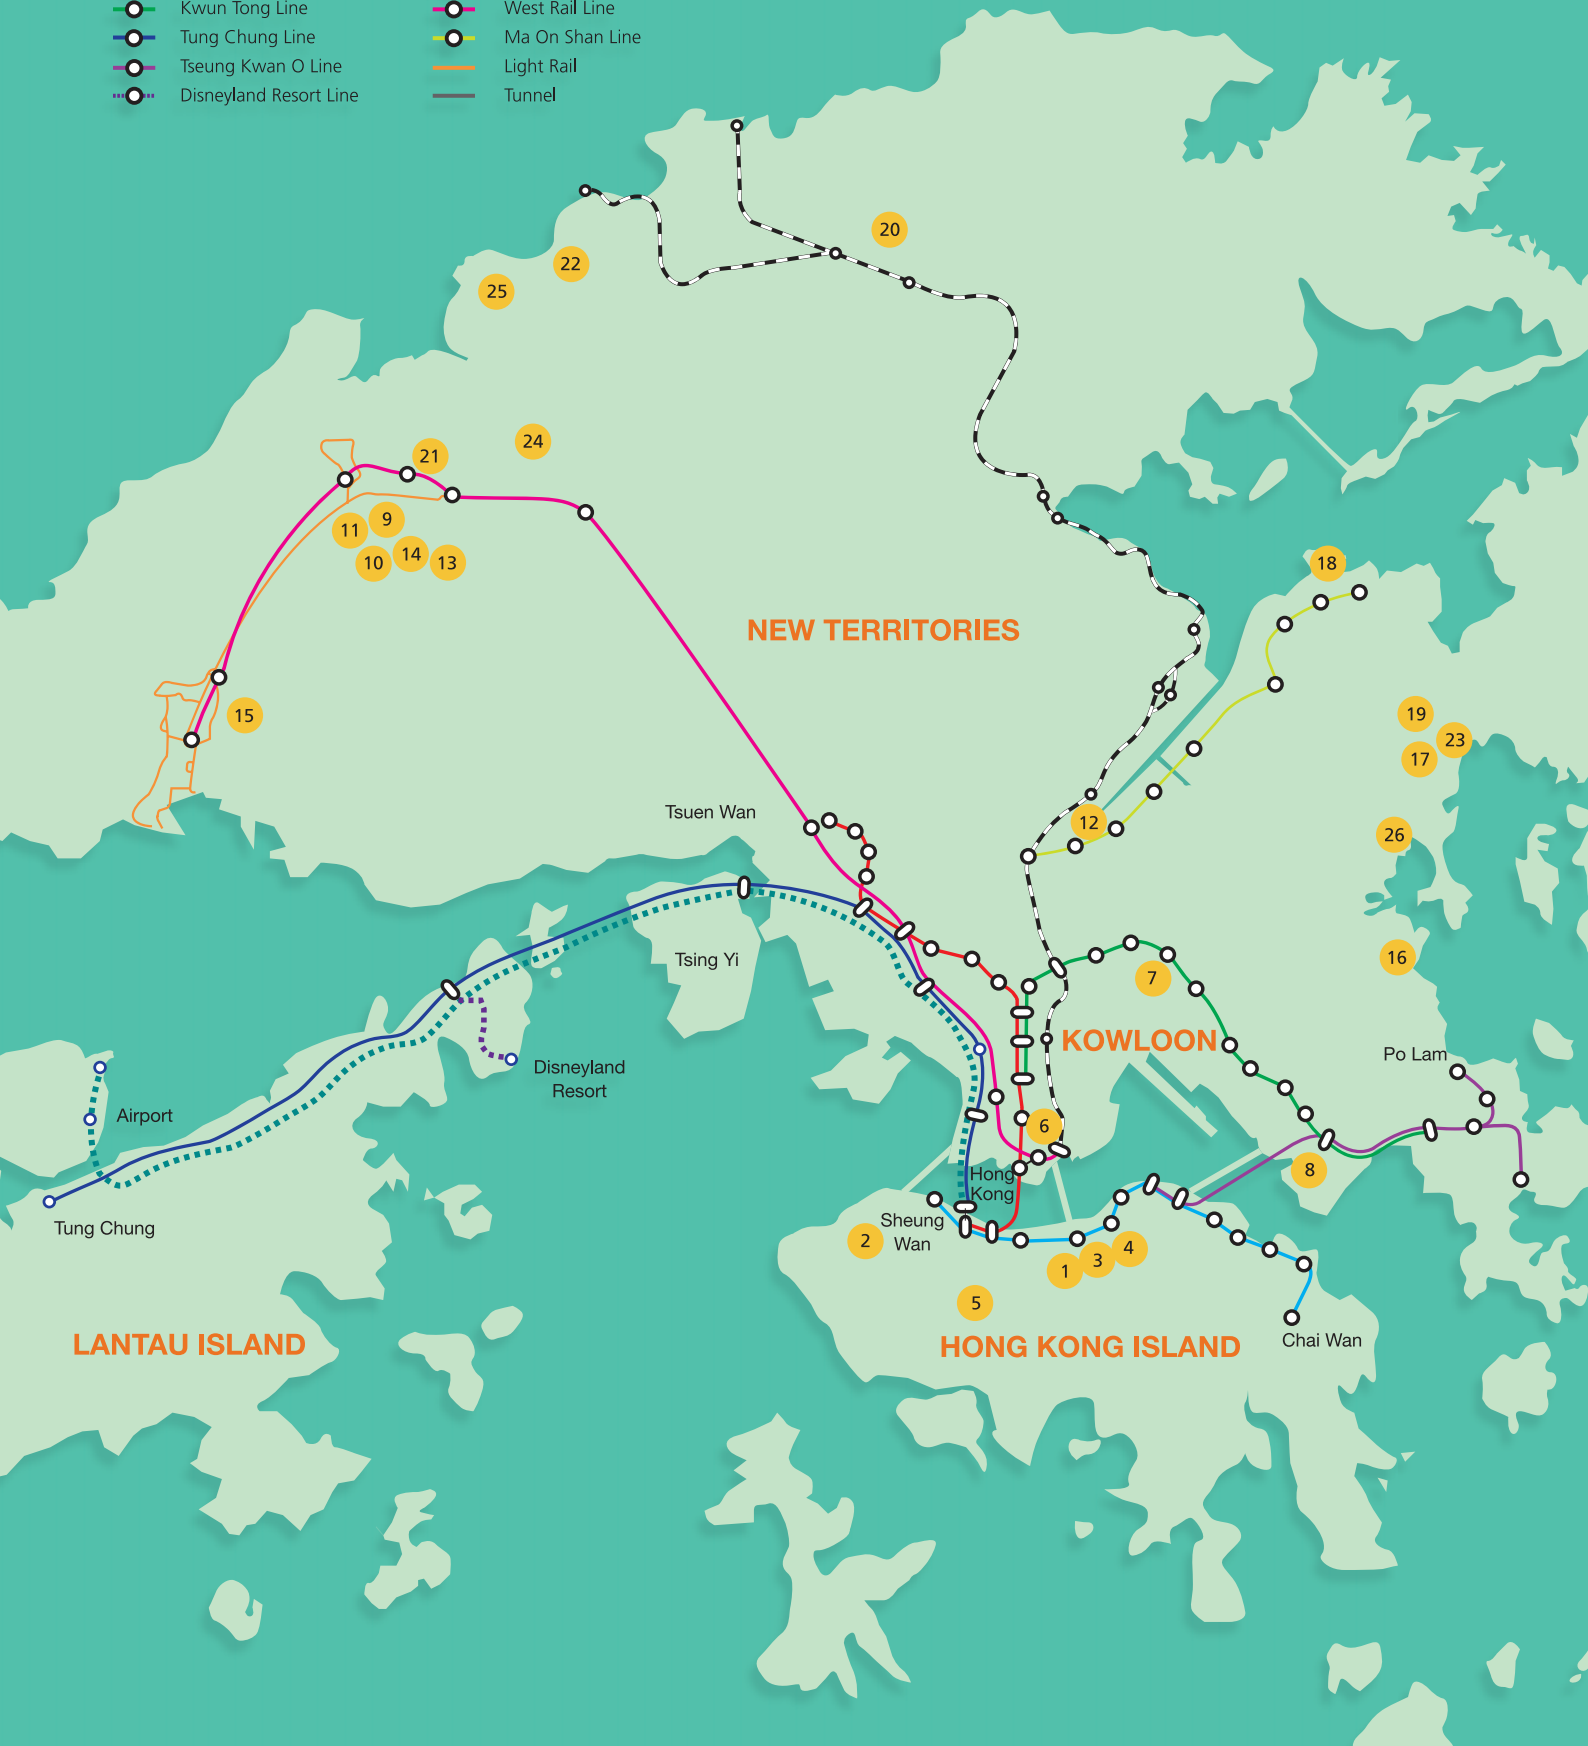 Kwun Tong Line
West Rail Line
Tung Chung Line
Ma On Shan Line
Tseung Kwan O Line
Light Rail
Disneyland Resort Line
Tunnel
20
22
25
21
24
9
11
14
10
13
18
NEW TERRITORIES
15
19
23
17
Tsuen Wan
12
26
Tsing Yi
16
7
KOWLOON
Po Lam
Disneyland
Resort
Airport
6
8
Hong
Kong
Tung Chung
Sheung
Wan
2
4
3
1
5
LANTAU ISLAND
HONG KONG ISLAND
Chai Wan